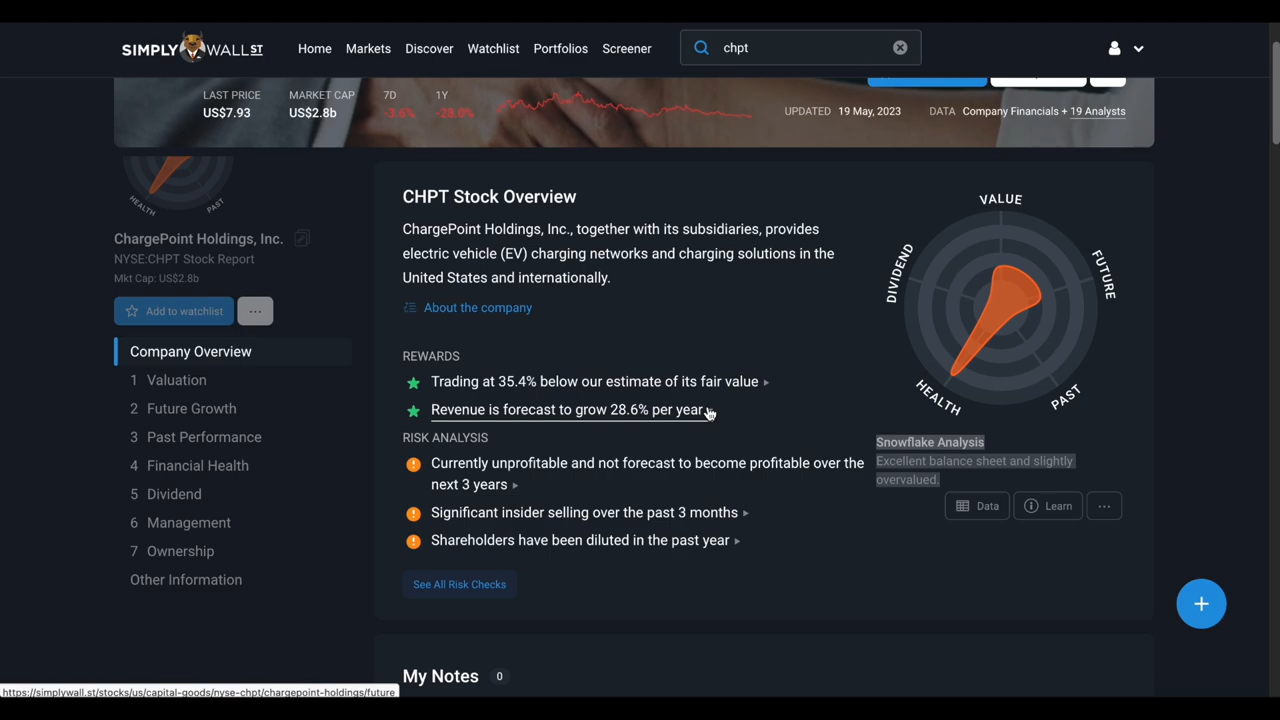 SIMPLY WALL ST
Home Markets Discover Watchlist Portfolios Screener
chpt
LAST PRICE
US$7.93
MARKET CAP
US$2.8b
7D
-3.6%
1Y
-28.0%
UPDATED 19 May, 2023
DATA Company Financials + 19 Analysts
HEALTH
PAST
ChargePoint Holdings, Inc.
NYSE:CHPT Stock Report
Mkt Cap: US$2.8b
Add to watchlist
...
Company Overview
1 Valuation
2 Future Growth
3 Past Performance
4 Financial Health
5 Dividend
6 Management
7 Ownership
Other Information
CHPT Stock Overview
ChargePoint Holdings, Inc., together with its subsidiaries, provides
electric vehicle (EV) charging networks and charging solutions in the
United States and internationally.
About the company
REWARDS
Trading at 35.4% below our estimate of its fair value
Revenue is forecast to grow 28.6% per year
RISK ANALYSIS
Currently unprofitable and not forecast to become profitable over the
next 3 years
Significant insider selling over the past 3 months
Shareholders have been diluted in the past year
See All Risk Checks
VALUE
FUTURE
PAST
HEALTH
DIVIDEND
Snowflake Analysis
Excellent balance sheet and slightly
overvalued.
Data
Learn
...
My Notes 0
https://simplywall.st/stocks/us/capital-goods/nyse-chpt/chargepoint-holdings/future